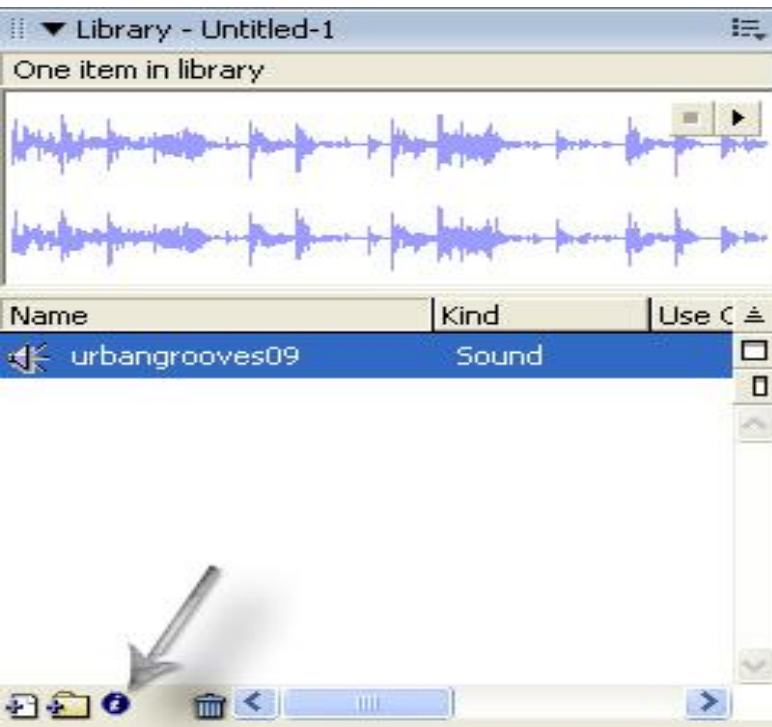 Library - Untitled-1
One item in library
Name Kind Use C
urbangrooves09 Sound